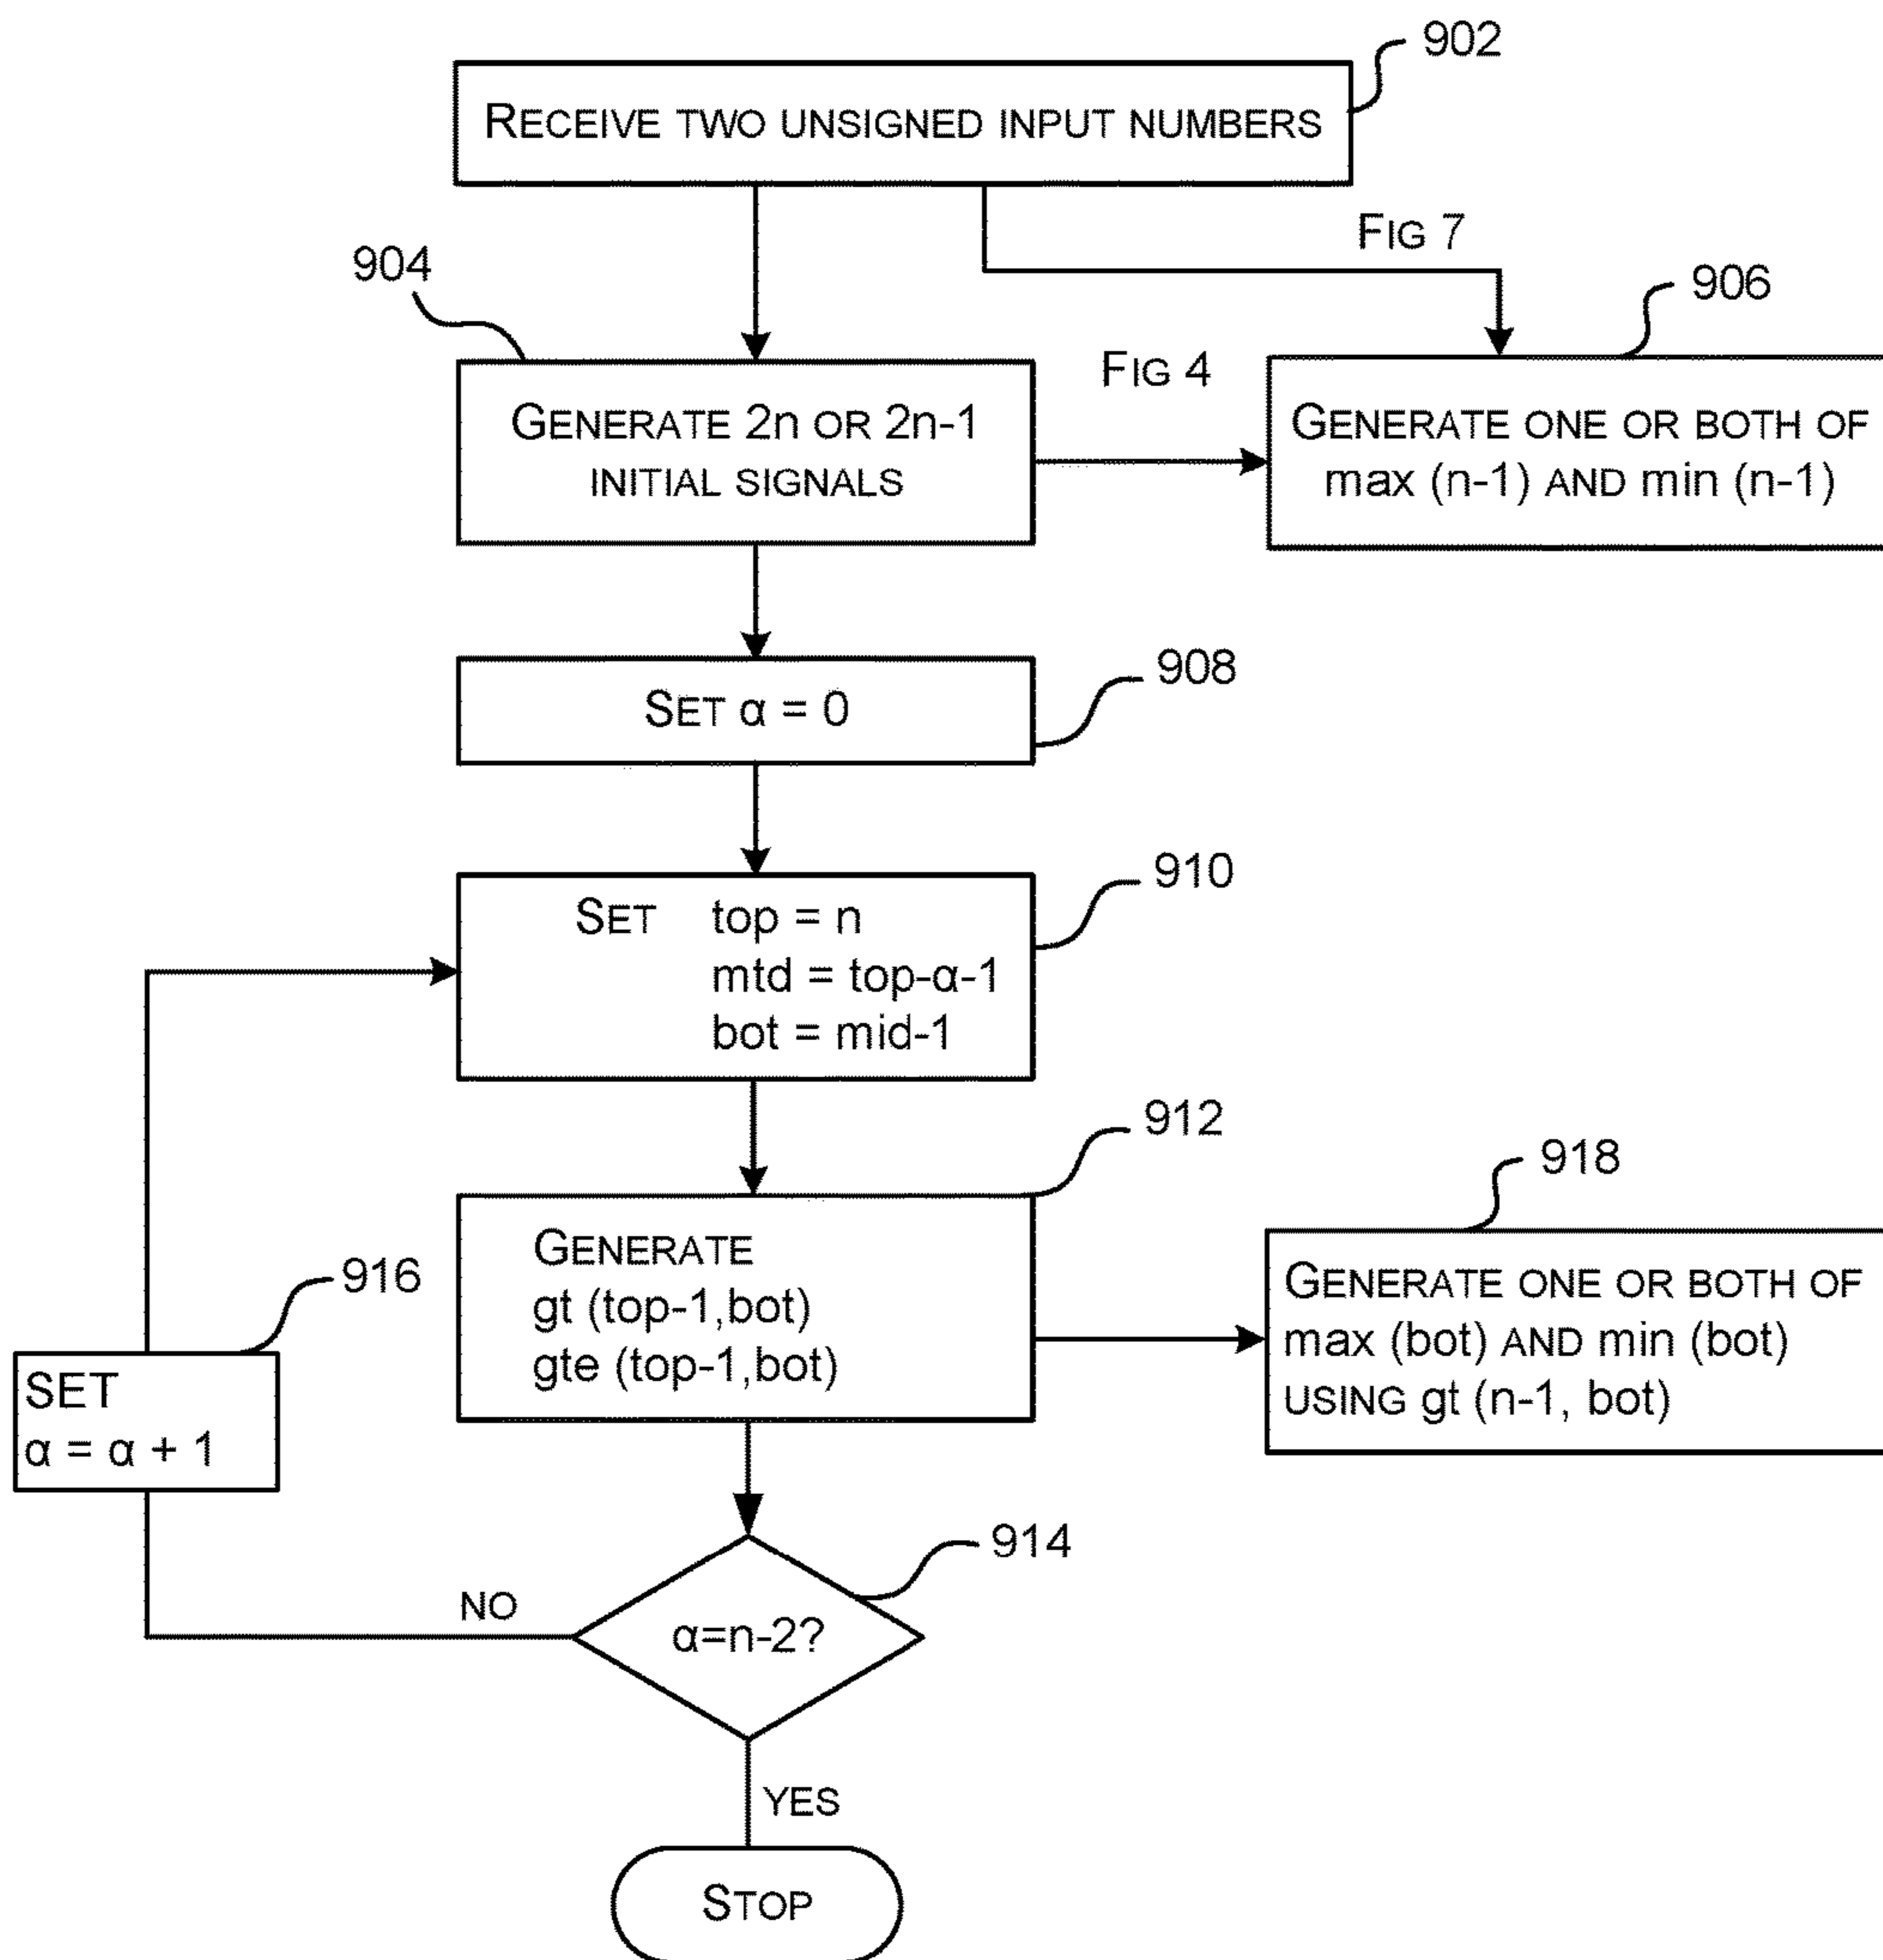 902
RECEIVE TWO UNSIGNED INPUT NUMBERS
FIG 7
904
906
FIG 4
GENERATE 2n OR 2n-1
INITIAL SIGNALS
GENERATE ONE OR BOTH OF
max (n-1) AND min (n-1)
908
SET α = 0
910
SET top = n
mtd = top-α-1
bot = mid-1
912
918
GENERATE
gt (top-1,bot)
gte (top-1,bot)
GENERATE ONE OR BOTH OF
max (bot) AND min (bot)
USING gt (n-1, bot)
916
SET
α = α + 1
914
NO
α=n-2?
YES
STOP